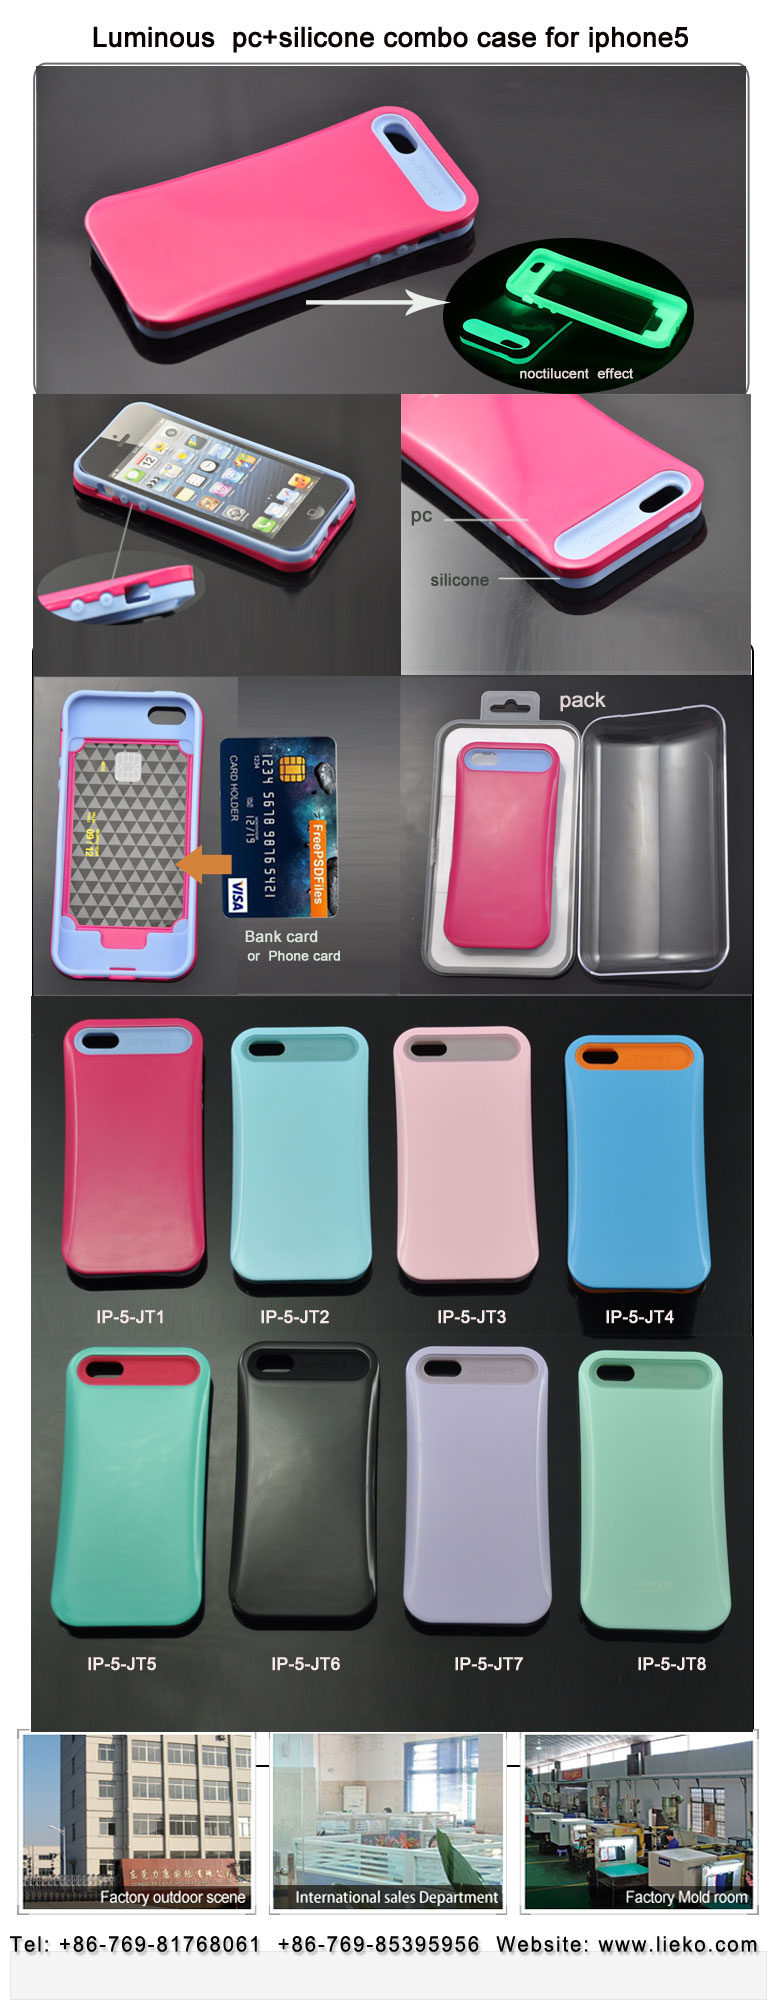 Luminous pc+silicone combo case for iphone5
noctilucent effect
pc
silicone
pack
09/12
CARD HOLDER
1234 5678 9876 5421
1234
12/19
VISA
FreePSDFiles
Bank card
or Phone card
IP-5-JT1
IP-5-JT2
IP-5-JT3
IP-5-JT4
IP-5-JT5
IP-5-JT6
IP-5-JT7
IP-5-JT8
Factory outdoor scene
International sales Department
Factory Mold room
Tel: +86-769-81768061 +86-769-85395956 Website: www.lieko.com